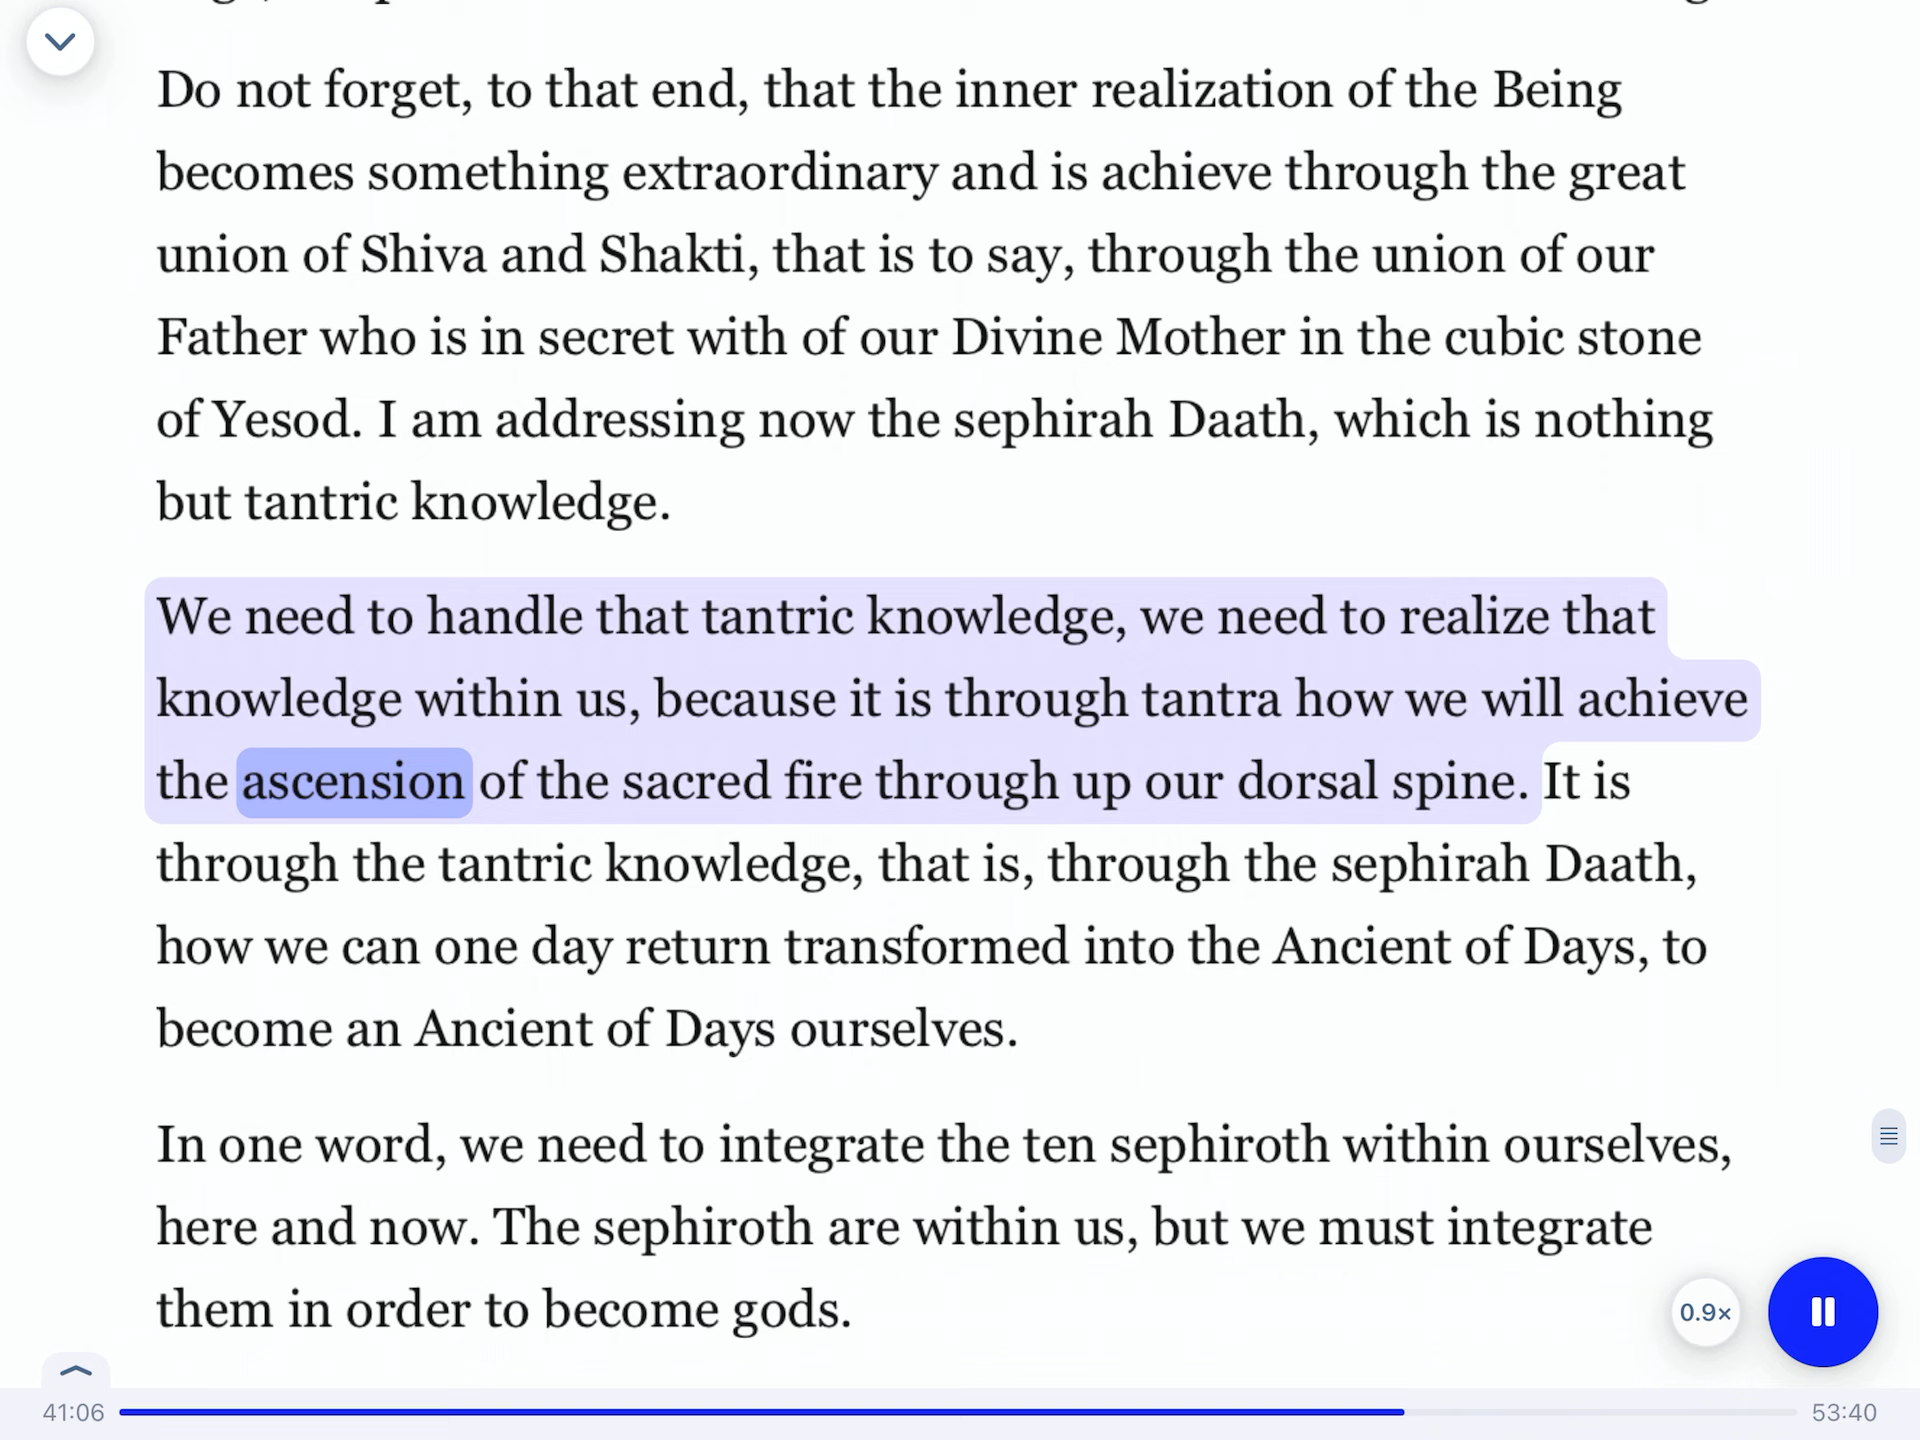 Do not forget, to that end, that the inner realization of the Being
becomes something extraordinary and is achieve through the great
union of Shiva and Shakti, that is to say, through the union of our
Father who is in secret with of our Divine Mother in the cubic stone
of Yesod. I am addressing now the sephirah Daath, which is nothing
but tantric knowledge.
We need to handle that tantric knowledge, we need to realize that
knowledge within us, because it is through tantra how we will achieve
the ascension of the sacred fire through up our dorsal spine. It is
through the tantric knowledge, that is, through the sephirah Daath,
how we can one day return transformed into the Ancient of Days, to
become an Ancient of Days ourselves.
In one word, we need to integrate the ten sephiroth within ourselves,
here and now. The sephiroth are within us, but we must integrate
them in order to become gods.
0.9×
41:06
53:40